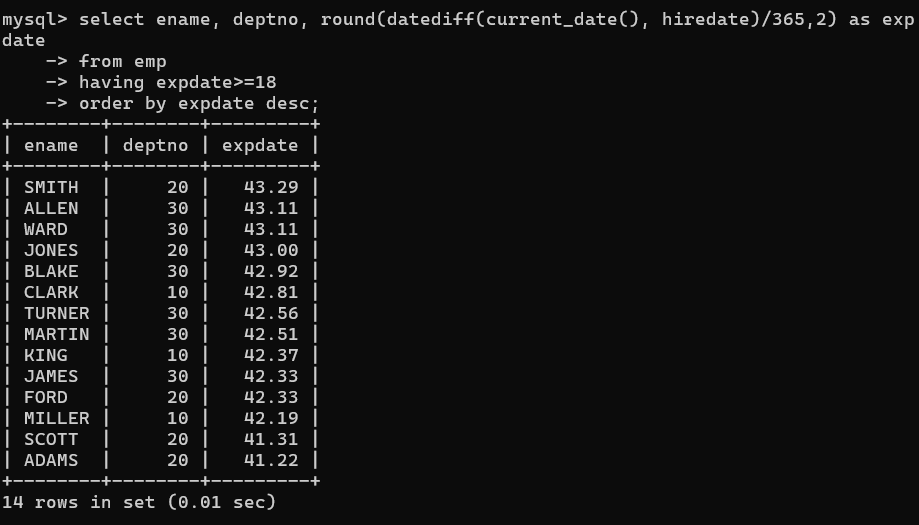 mysql> select ename, deptno, round(datediff(current_date(), hiredate)/365,2) as exp
date
    -> from emp
    -> having expdate>=18
    -> order by expdate desc;
+--------+--------+---------+
| ename  | deptno | expdate |
+--------+--------+---------+
| SMITH  |     20 |   43.29 |
| ALLEN  |     30 |   43.11 |
| WARD   |     30 |   43.11 |
| JONES  |     20 |   43.00 |
| BLAKE  |     30 |   42.92 |
| CLARK  |     10 |   42.81 |
| TURNER |     30 |   42.56 |
| MARTIN |     30 |   42.51 |
| KING   |     10 |   42.37 |
| JAMES  |     30 |   42.33 |
| FORD   |     20 |   42.33 |
| MILLER |     10 |   42.19 |
| SCOTT  |     20 |   41.31 |
| ADAMS  |     20 |   41.22 |
+--------+--------+---------+
14 rows in set (0.01 sec)